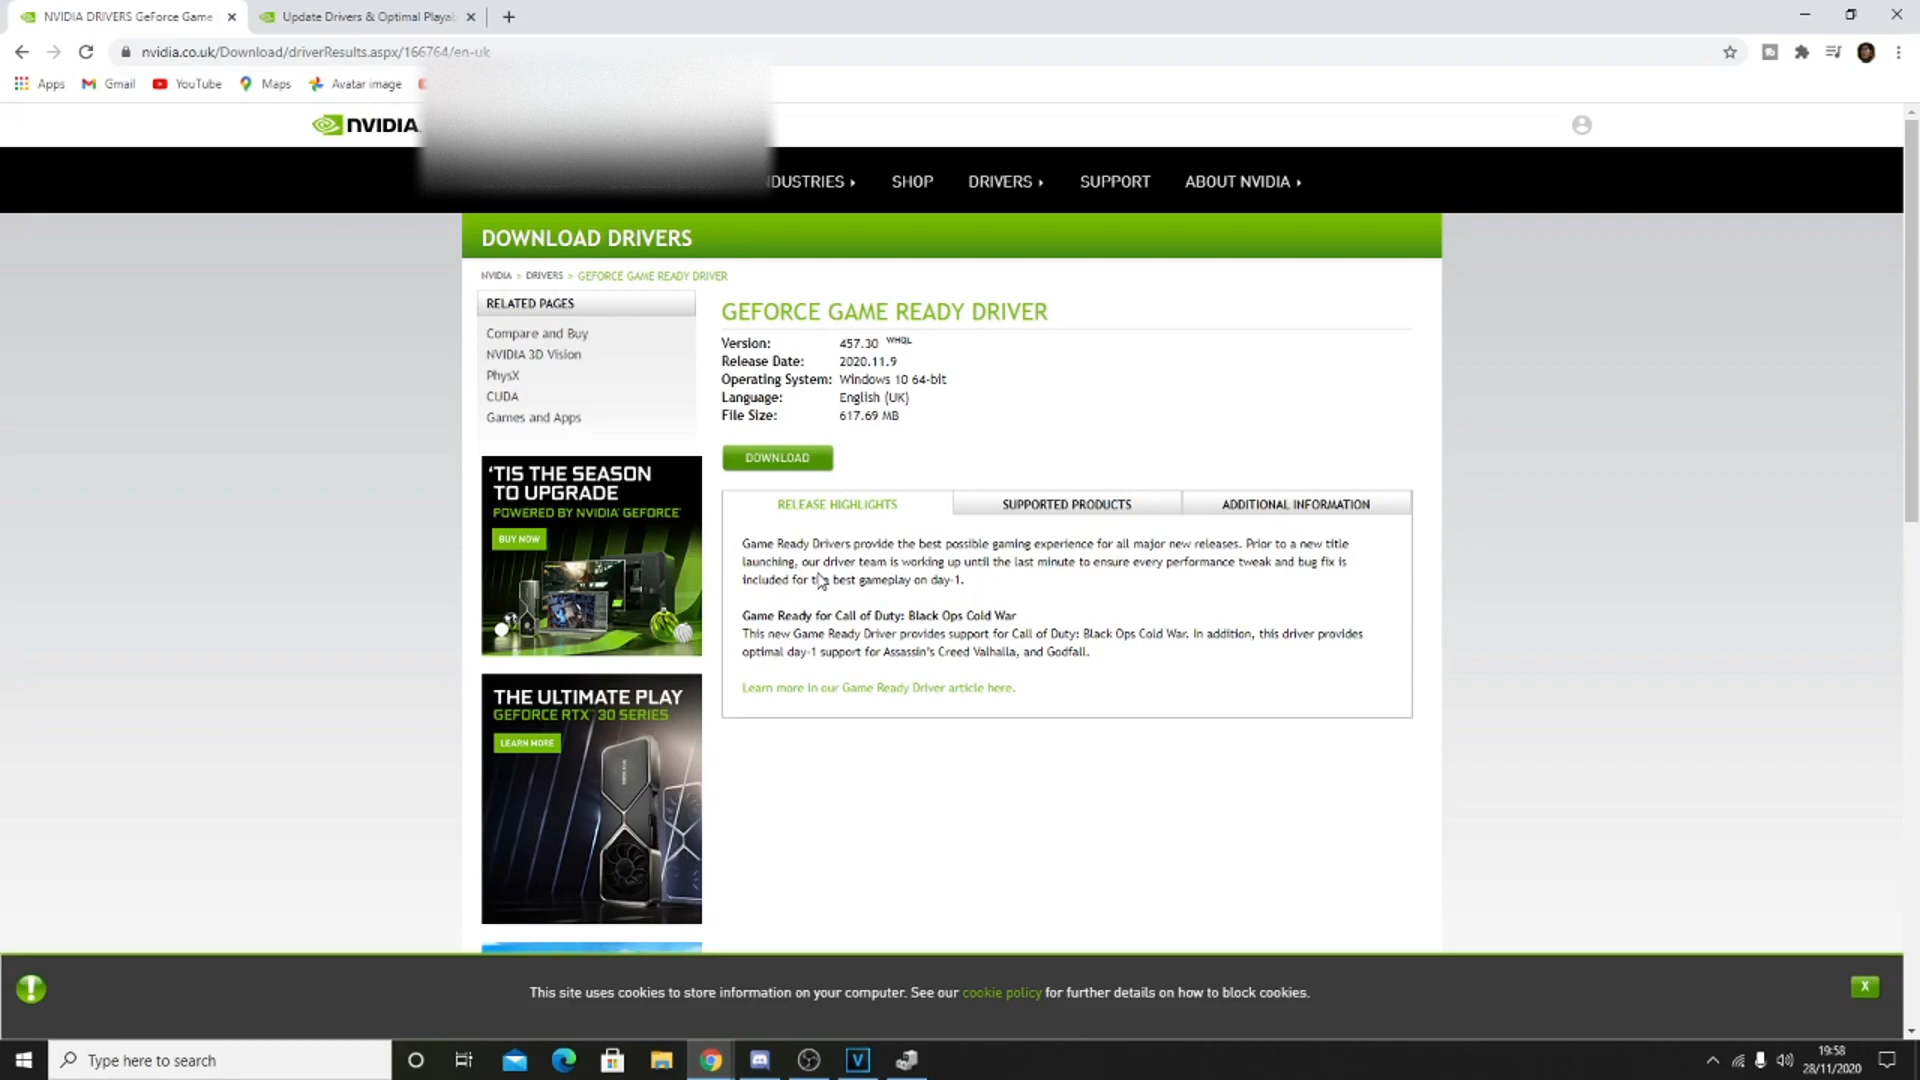 NVIDIA DRIVERS GeForce Game
Update Drivers & Optimal Playa
nvidia.co.uk/Download/driverResults.aspx/166764/en-uk
Apps
Gmail
YouTube
Maps
Avatar image
NVIDIA.
NDUSTRIES
SHOP
DRIVERS
SUPPORT
ABOUT NVIDIA
DOWNLOAD DRIVERS
NVIDIA > DRIVERS > GEFORCE GAME READY DRIVER
RELATED PAGES
Compare and Buy
NVIDIA 3D Vision
PhysX
CUDA
Games and Apps
'TIS THE SEASON
TO UPGRADE
POWERED BY NVIDIA GEFORCE
BUY NOW
THE ULTIMATE PLAY
GEFORCE RTX 30 SERIES
LEARN MORE
GEFORCE GAME READY DRIVER
Version: 457.30 WHQL
Release Date: 2020.11.9
Operating System: Windows 10 64-bit
Language: English (UK)
File Size: 617.69 MB
DOWNLOAD
RELEASE HIGHLIGHTS
SUPPORTED PRODUCTS
ADDITIONAL INFORMATION
Game Ready Drivers provide the best possible gaming experience for all major new releases. Prior to a new title
launching, our driver team is working up until the last minute to ensure every performance tweak and bug fix is
included for the best gameplay on day-1.
Game Ready for Call of Duty: Black Ops Cold War
This new Game Ready Driver provides support for Call of Duty: Black Ops Cold War. In addition, this driver provides
optimal day-1 support for Assassin's Creed Valhalla, and Godfall.
Learn more in our Game Ready Driver article here.
This site uses cookies to store information on your computer. See our cookie policy for further details on how to block cookies.
X
Type here to search
V
19:58
28/11/2020